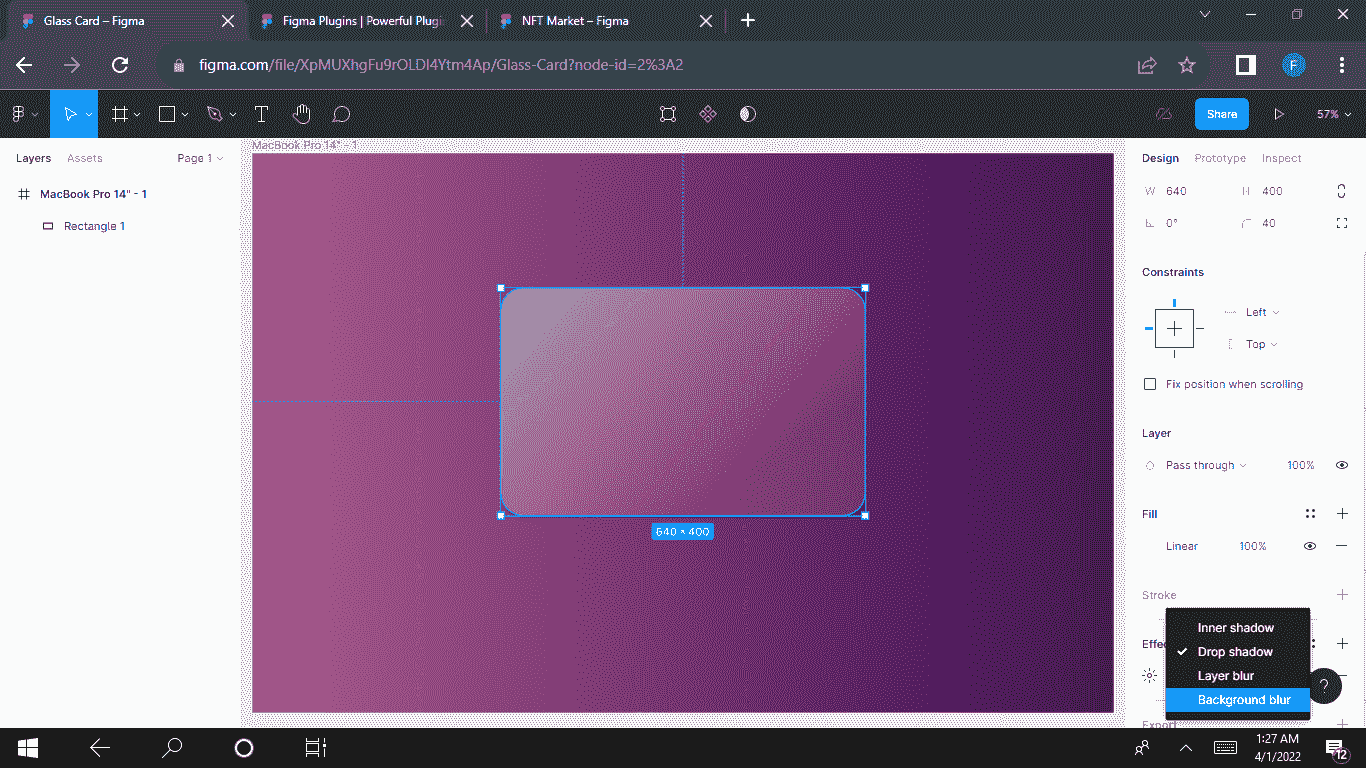 Glass Card – Figma
Figma Plugins | Powerful Plugi
NFT Market – Figma
figma.com/file/XpMUXhgFu9rOLDl4Ytm4Ap/Glass-Card?node-id=2%3A2
F
Share
57%
Layers
Assets
Page 1
MacBook Pro 14" - 1
Rectangle 1
MacBook Pro 14" - 1
640 × 400
Design
Prototype
Inspect
W 640
H 400
0°
40
Constraints
Left
Top
Fix position when scrolling
Layer
Pass through
100%
Fill
Linear
100%
Stroke
Effec
Inner shadow
Drop shadow
Layer blur
Background blur
?
Export
1:27 AM
4/1/2022
12